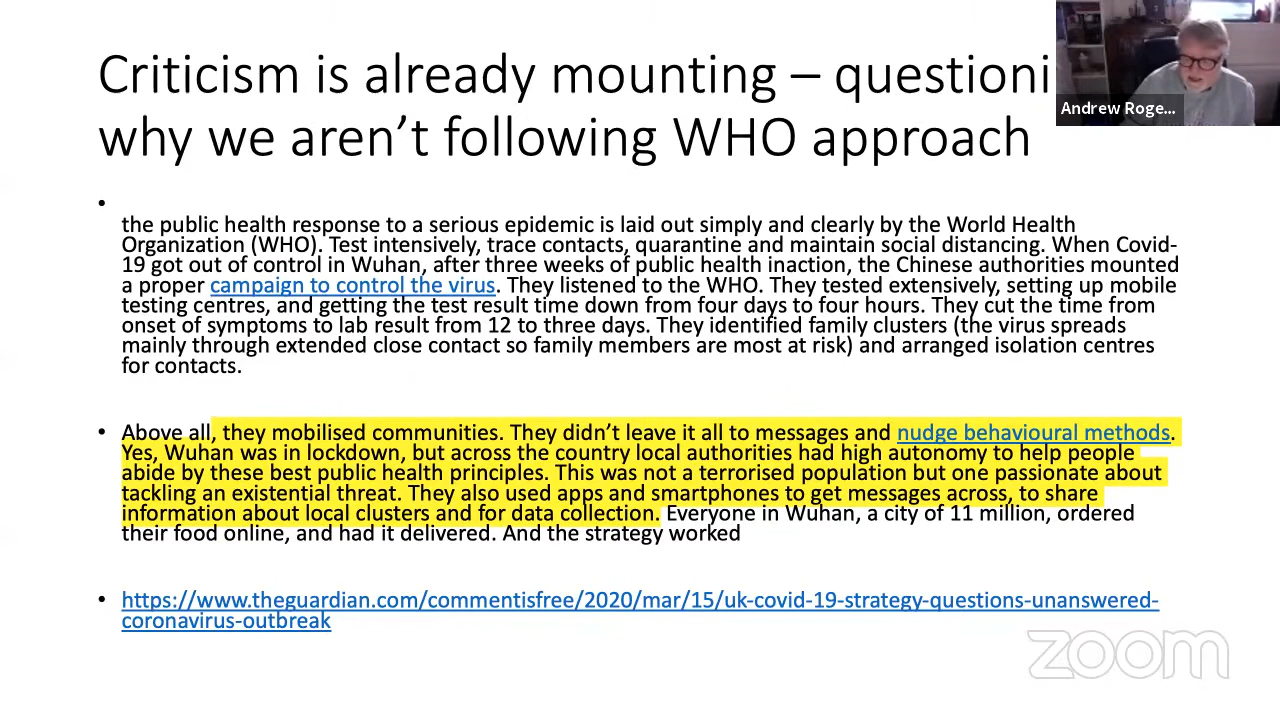 Criticism is already mounting – questioni
why we aren’t following WHO approach
Andrew Roge...
•
the public health response to a serious epidemic is laid out simply and clearly by the World Health
Organization (WHO). Test intensively, trace contacts, quarantine and maintain social distancing. When Covid-
19 got out of control in Wuhan, after three weeks of public health inaction, the Chinese authorities mounted
a proper campaign to control the virus. They listened to the WHO. They tested extensively, setting up mobile
testing centres, and getting the test result time down from four days to four hours. They cut the time from
onset of symptoms to lab result from 12 to three days. They identified family clusters (the virus spreads
mainly through extended close contact so family members are most at risk) and arranged isolation centres
for contacts.
• Above all, they mobilised communities. They didn’t leave it all to messages and nudge behavioural methods.
Yes, Wuhan was in lockdown, but across the country local authorities had high autonomy to help people
abide by these best public health principles. This was not a terrorised population but one passionate about
tackling an existential threat. They also used apps and smartphones to get messages across, to share
information about local clusters and for data collection. Everyone in Wuhan, a city of 11 million, ordered
their food online, and had it delivered. And the strategy worked
• https://www.theguardian.com/commentisfree/2020/mar/15/uk-covid-19-strategy-questions-unanswered-
coronavirus-outbreak
zoom